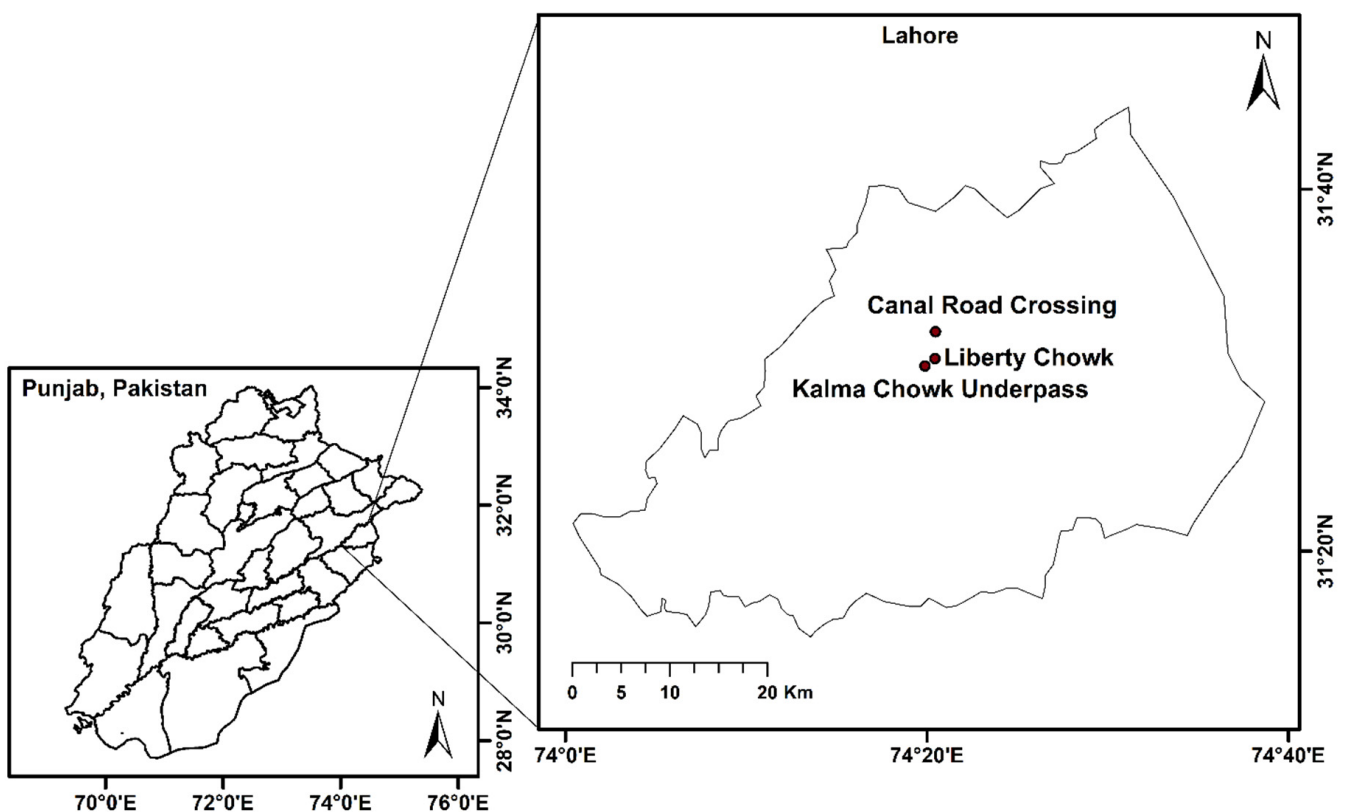 Lahore
N
31°40'N
Canal Road Crossing
Liberty Chowk
Kalma Chowk Underpass
31°20'N
0 5 10 20 Km
74°0'E 74°20'E 74°40'E
Punjab, Pakistan
34°0'N
32°0'N
30°0'N
N
28°0'N
70°0'E 72°0'E 74°0'E 76°0'E